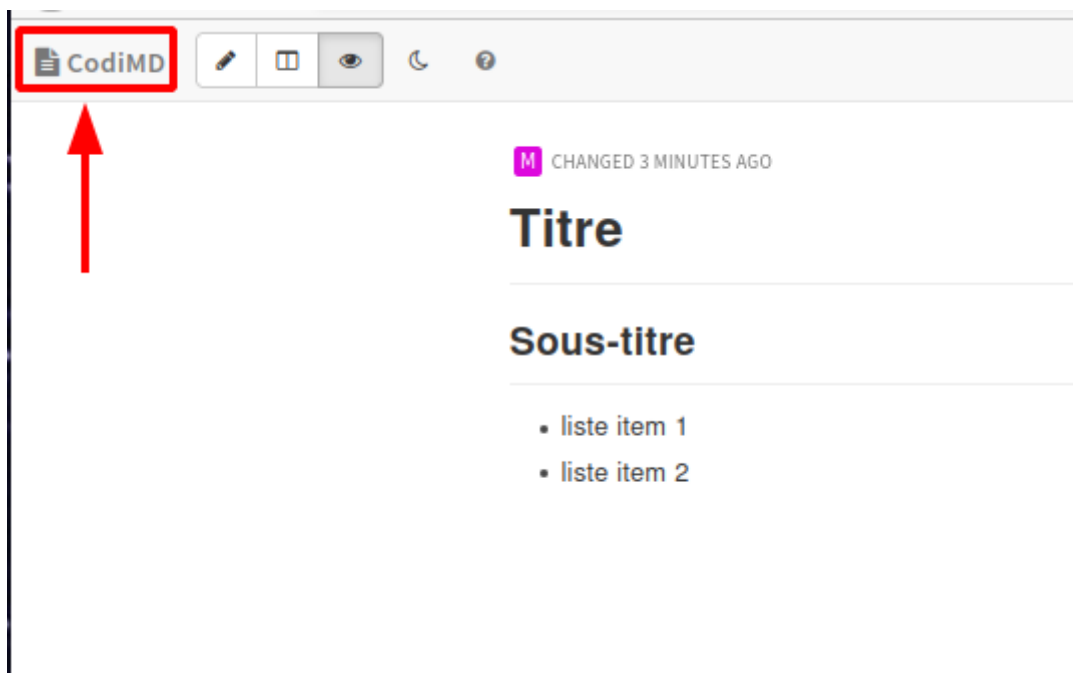 CodiMD
M CHANGED 3 MINUTES AGO
Titre
Sous-titre
liste item 1
liste item 2